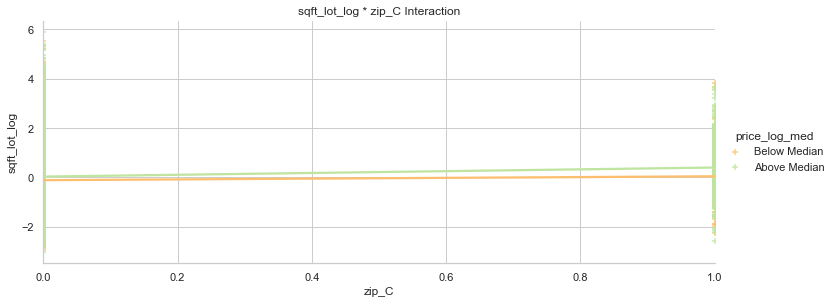 sqft_lot_log * zip_C Interaction
6
4
2
0
−2
sqft_lot_log
0.0 0.2 0.4 0.6 0.8 1.0
zip_C
price_log_med
Below Median
Above Median